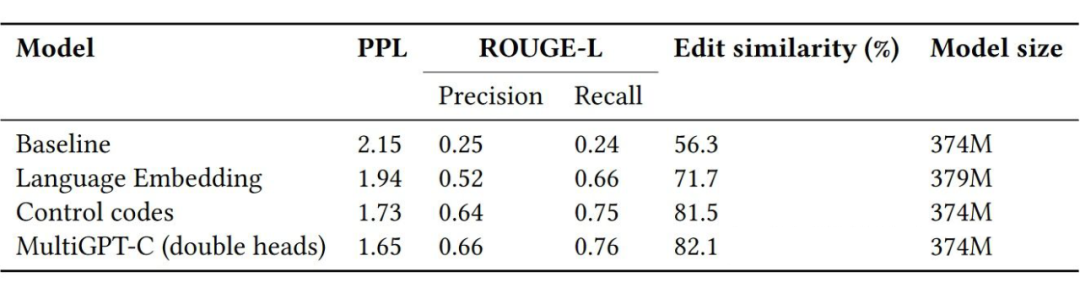 Model PPL ROUGE-L Edit similarity (%) Model size
Precision Recall
Baseline 2.15 0.25 0.24 56.3 374M
Language Embedding 1.94 0.52 0.66 71.7 379M
Control codes 1.73 0.64 0.75 81.5 374M
MultiGPT-C (double heads) 1.65 0.66 0.76 82.1 374M